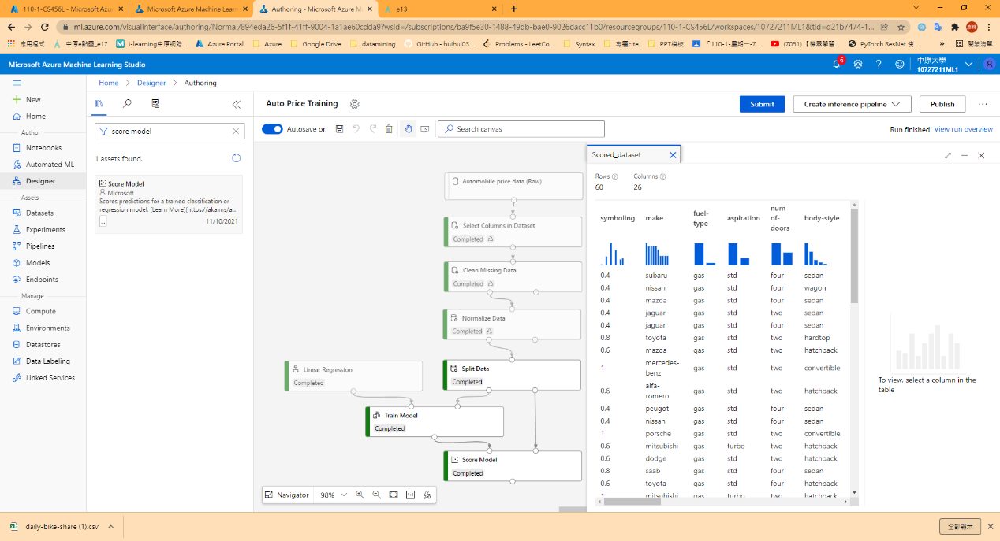 110-1-CS456L - Microsoft Azur
Microsoft Azure Machine Learn
Authoring - Microsoft Azure M
e13
ml.azure.com/visualinterface/authoring/Normal/894eda26-5f1f-41ff-9004-1a1ae60cdda9?wsid=/subscriptions/ba9f5e30-1488-49db-bae0-9026dacc11b0/resourcegroups/110-1-CS456L/workspaces/10727211ML1&tid=d21b7474-1...
應用程式
中原e點靈_e17
i-learning中原網路...
Azure Portal
Azure
Google Drive
datamining
GitHub - huihui03...
Problems - LeetCo...
Syntax
專題cite
PPT模板
「110-1-星期一-7....
(7051)【機器學習...
PyTorch ResNet 使...
»
閱讀清單
Microsoft Azure Machine Learning Studio
6
中原大學
10727211ML1
New
Home
Author
Notebooks
Automated ML
Designer
Assets
Datasets
Experiments
Pipelines
Models
Endpoints
Manage
Compute
Environments
Datastores
Data Labeling
Linked Services
Home > Designer > Authoring
score model
1 assets found.
Score Model
Microsoft
Scores predictions for a trained classification or
regression model. [Learn More](https://aka.ms/a...
...
11/10/2021
Auto Price Training
Submit
Create inference pipeline
Publish
Autosave on
Search canvas
Run finished View run overview
Automobile price data (Raw)
Select Columns in Dataset
Completed
Clean Missing Data
Completed
Normalize Data
Completed
Linear Regression
Completed
Split Data
Completed
Train Model
Completed
Score Model
Completed
Navigator
98%
1:1
Scored_dataset
Rows Columns
60 26
symboling make fuel-type aspiration num-of-doors body-style
0.4 subaru gas std four sedan
0.4 nissan gas std four wagon
0.4 mazda gas std four sedan
0.4 jaguar gas std two sedan
0.4 jaguar gas std four sedan
0.8 toyota gas std two hardtop
0.6 mazda gas std two hatchback
1 mercedes-benz gas std two convertible
0.6 alfa-romero gas std two hatchback
0.4 peugot gas std four sedan
0.4 nissan gas std four sedan
1 porsche gas std two convertible
0.6 mitsubishi gas turbo two hatchback
0.6 dodge gas std two hatchback
0.8 saab gas std four sedan
0.6 toyota gas std four hatchback
1 mitsubishi gas turbo two hatchback
To view, select a column in the
table
daily-bike-share (1).csv
全部顯示